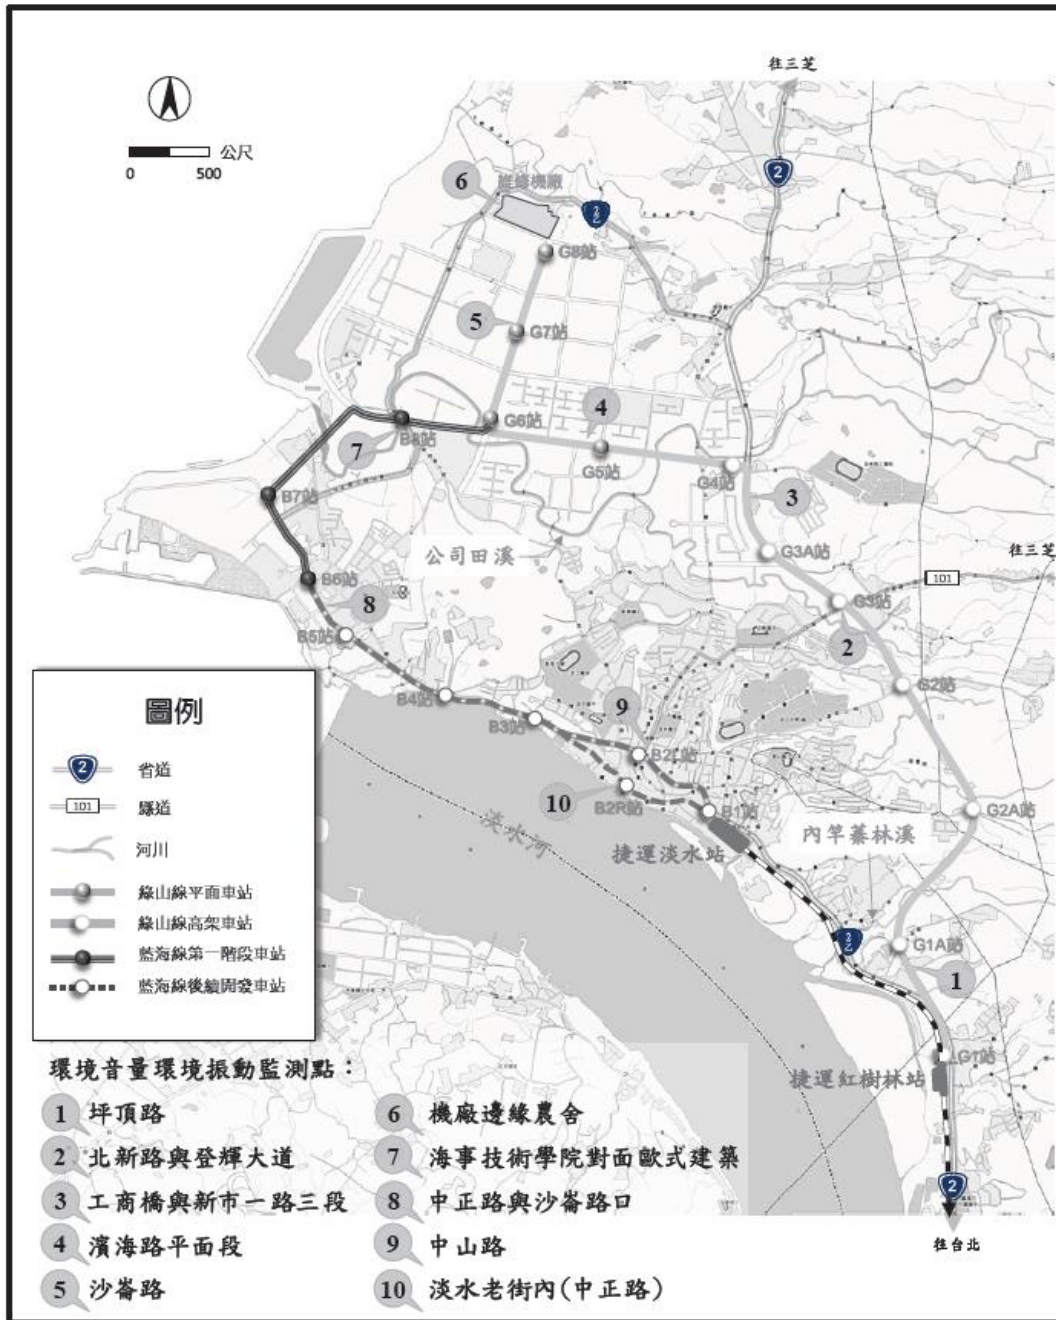 往三芝
公尺
0 500
2
6
維修機廠
2乙
G8站
5
G7站
4
G6站
7
B8站
G5站
G4站
3
B7站
公司田溪
G3A站
往三芝
101
B6站
8
G3站
2
B5站
G2站
B4站
B3站
9
B2L站
10
B2R站
B1站
G2A站
淡水河
捷運淡水站
內竿蓁林溪
2乙
G1A站
1
G1站
捷運紅樹林站
2
往台北
圖例
2 省道
101 縣道
河川
綠山線平面車站
綠山線高架車站
藍海線第一階段車站
藍海線後續開發車站
環境音量環境振動監測點：
1 坪頂路
2 北新路與登輝大道
3 工商橋與新市一路三段
4 濱海路平面段
5 沙崙路
6 機廠邊緣農舍
7 海事技術學院對面歐式建築
8 中正路與沙崙路口
9 中山路
10 淡水老街內(中正路)